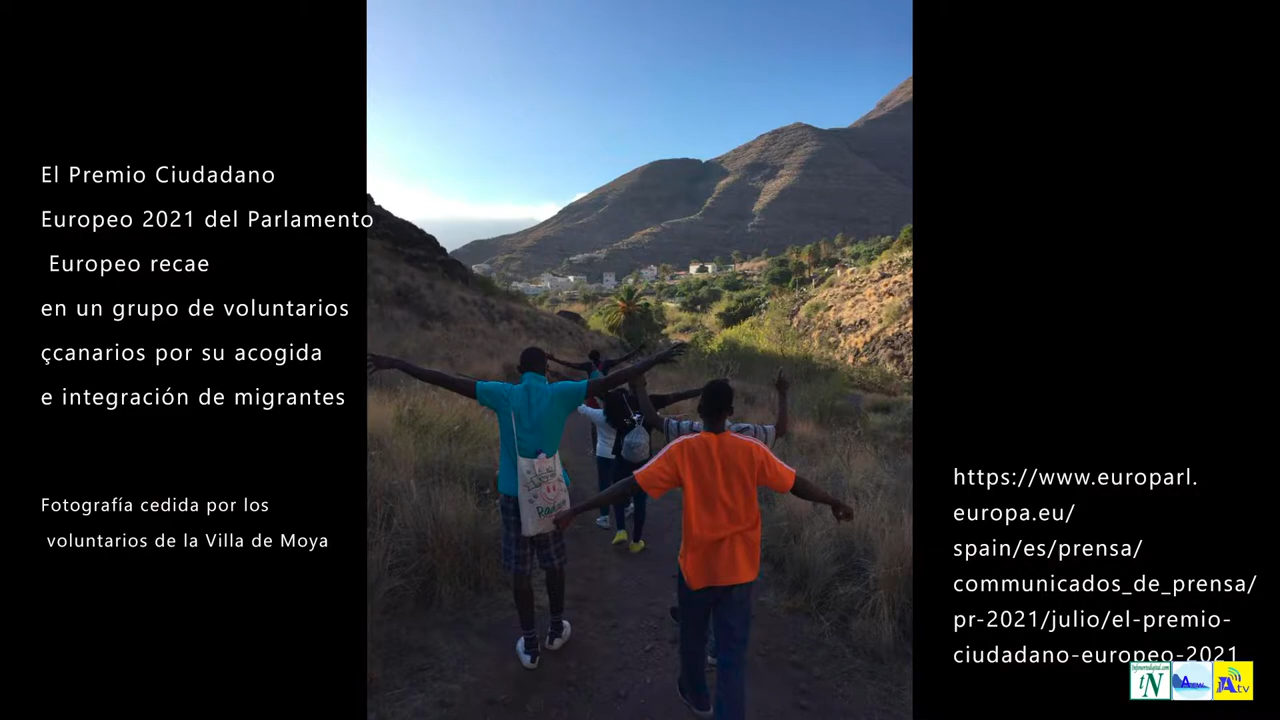 El Premio Ciudadano
Europeo 2021 del Parlamento
Europeo recae
en un grupo de voluntarios
çcanarios por su acogida
e integración de migrantes
Fotografía cedida por los
voluntarios de la Villa de Moya
https://www.europarl.
europa.eu/
spain/es/prensa/
communicados_de_prensa/
pr-2021/julio/el-premio-
ciudadano-europeo-2021
tN
Atv